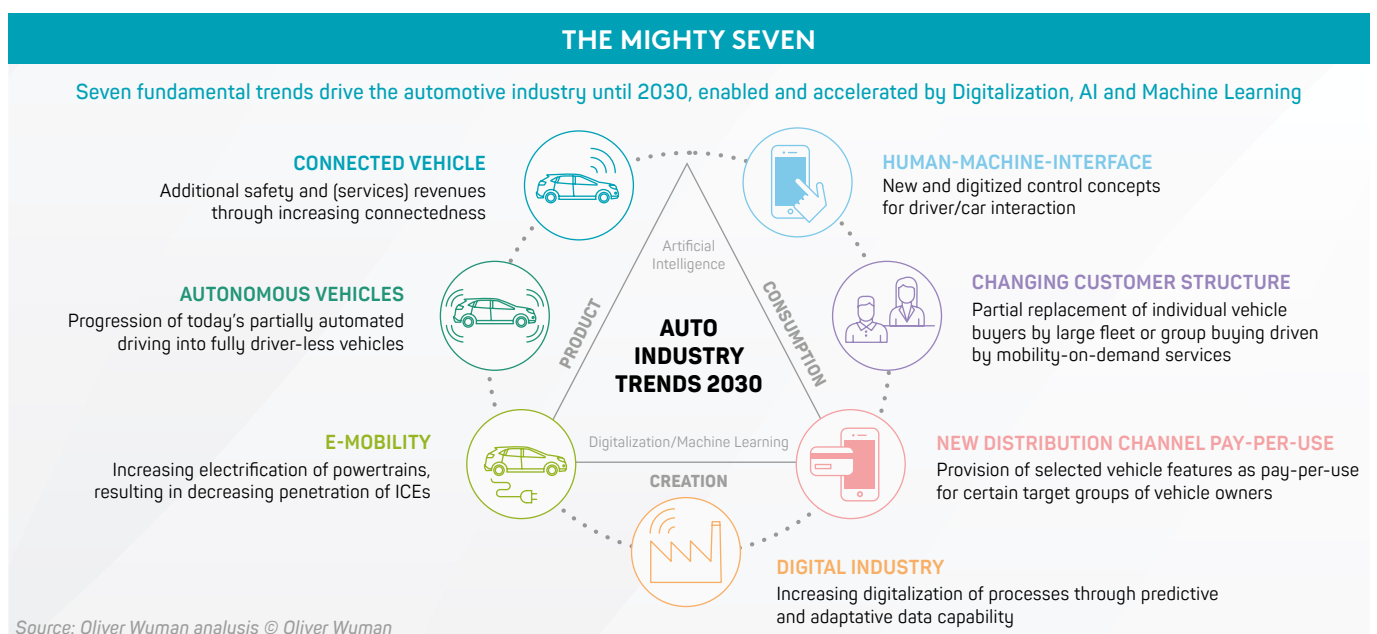 THE MIGHTY SEVEN
Seven fundamental trends drive the automotive industry until 2030, enabled and accelerated by Digitalization, AI and Machine Learning
CONNECTED VEHICLE
Additional safety and (services) revenues
through increasing connectedness
HUMAN-MACHINE-INTERFACE
New and digitized control concepts
for driver/car interaction
AUTONOMOUS VEHICLES
Progression of today's partially automated
driving into fully driver-less vehicles
CHANGING CUSTOMER STRUCTURE
Partial replacement of individual vehicle
buyers by large fleet or group buying driven
by mobility-on-demand services
Artificial
Intelligence
PRODUCT
CONSUMPTION
AUTO
INDUSTRY
TRENDS 2030
Digitalization/Machine Learning
CREATION
E-MOBILITY
Increasing electrification of powertrains,
resulting in decreasing penetration of ICEs
NEW DISTRIBUTION CHANNEL PAY-PER-USE
Provision of selected vehicle features as pay-per-use
for certain target groups of vehicle owners
DIGITAL INDUSTRY
Increasing digitalization of processes through predictive
and adaptative data capability
Source: Oliver Wuman analysis © Oliver Wuman